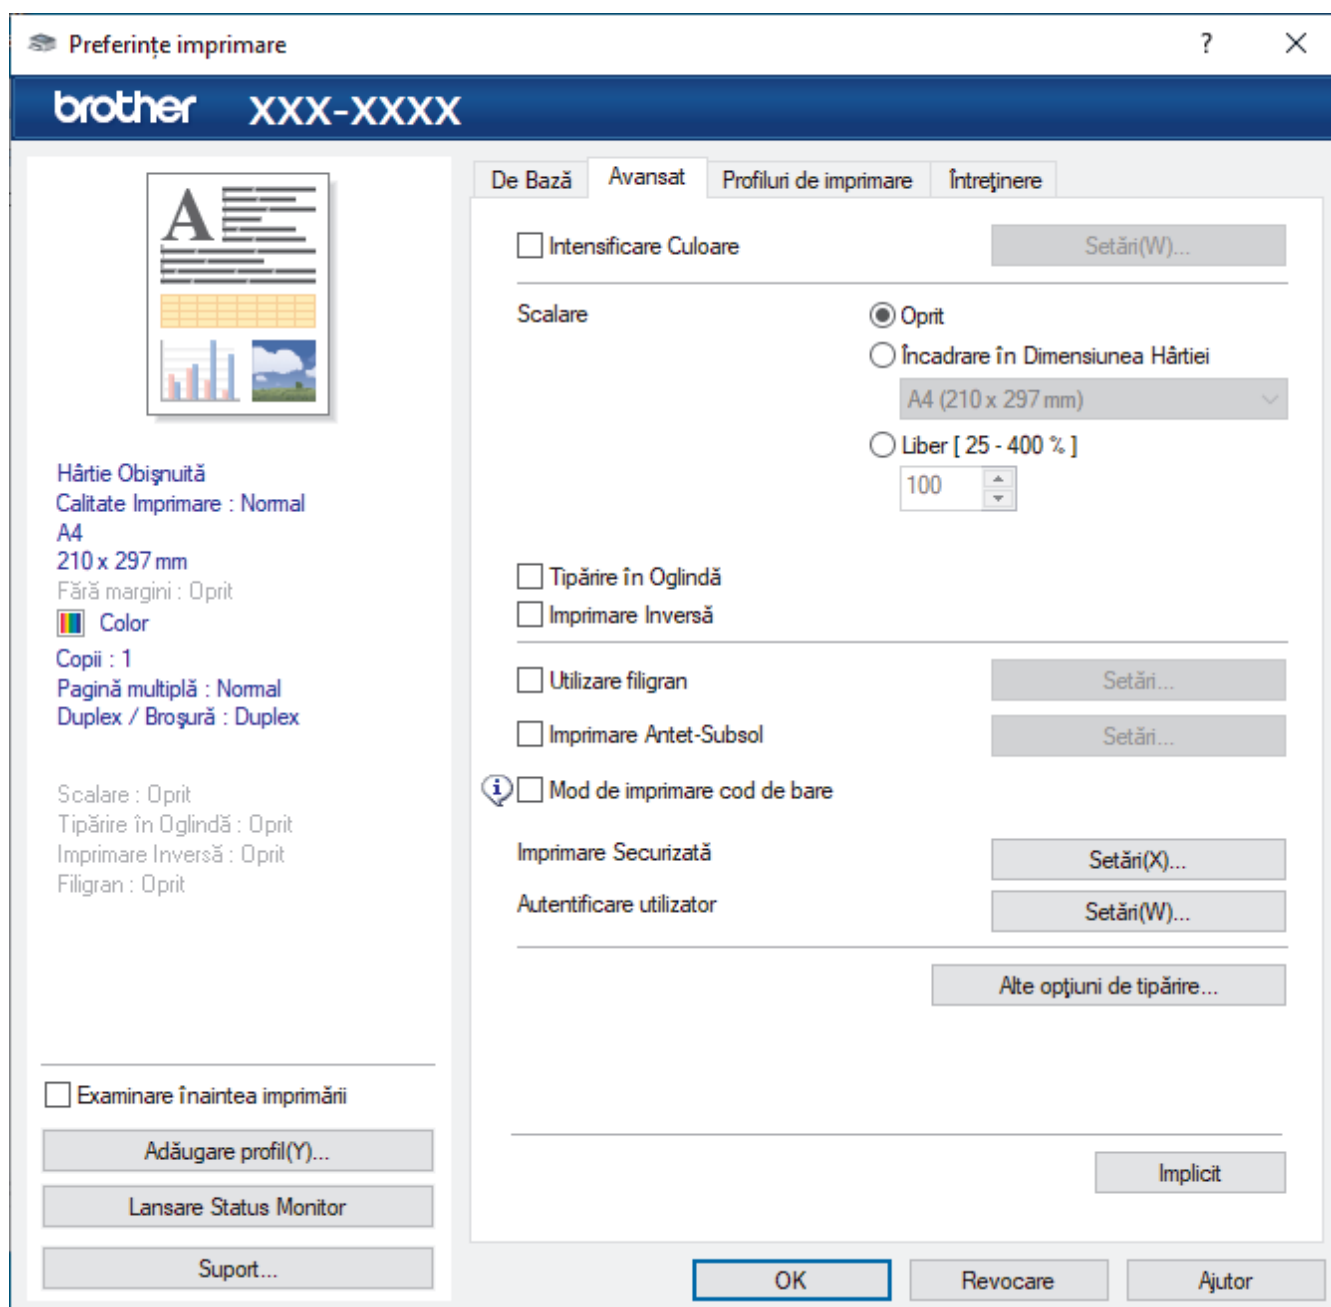 Preferințe imprimare
?
brother XXX-XXXX
A
Hârtie Obişnuită
Calitate Imprimare : Normal
A4
210 x 297 mm
Fără margini : Oprit
Color
Copii : 1
Pagină multiplă : Normal
Duplex / Broşură : Duplex
Scalare : Oprit
Tipărire în Oglindă : Oprit
Imprimare Inversă : Oprit
Filigran : Oprit
Examinare înaintea imprimării
Adăugare profil(Y)...
Lansare Status Monitor
Suport...
De Bază Avansat Profiluri de imprimare Întreţinere
Intensificare Culoare Setări(W)...
Scalare Oprit
Încadrare în Dimensiunea Hârtiei
A4 (210 x 297 mm)
Liber [ 25 - 400 % ]
100
Tipărire în Oglindă
Imprimare Inversă
Utilizare filigran Setări...
Imprimare Antet-Subsol Setări...
Mod de imprimare cod de bare
Imprimare Securizată Setări(X)...
Autentificare utilizator Setări(W)...
Alte opţiuni de tipărire...
Implicit
OK Revocare Ajutor